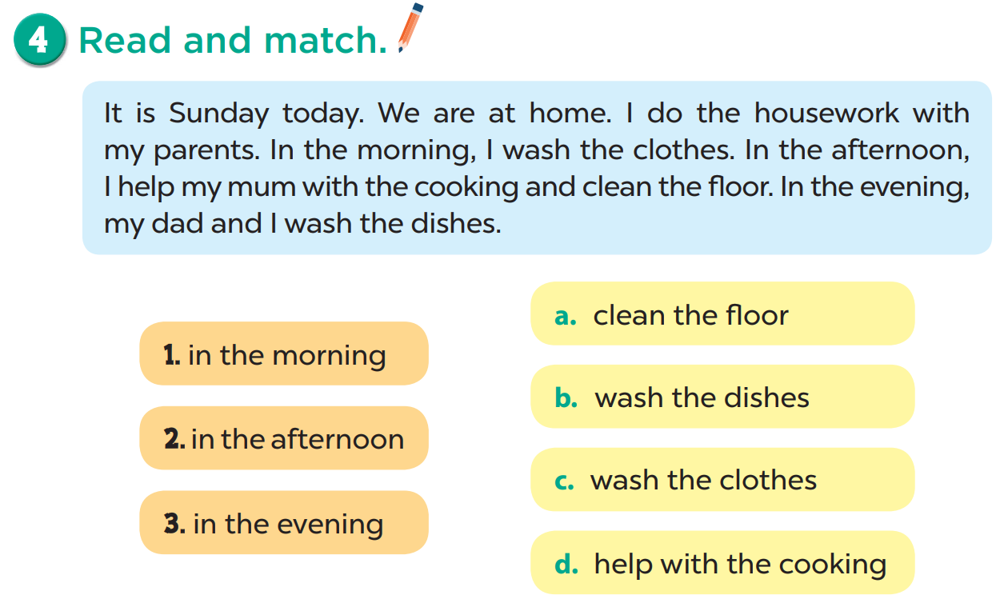 4 Read and match.
It is Sunday today. We are at home. I do the housework with
my parents. In the morning, I wash the clothes. In the afternoon,
I help my mum with the cooking and clean the floor. In the evening,
my dad and I wash the dishes.
1. in the morning
2. in the afternoon
3. in the evening
a. clean the floor
b. wash the dishes
c. wash the clothes
d. help with the cooking